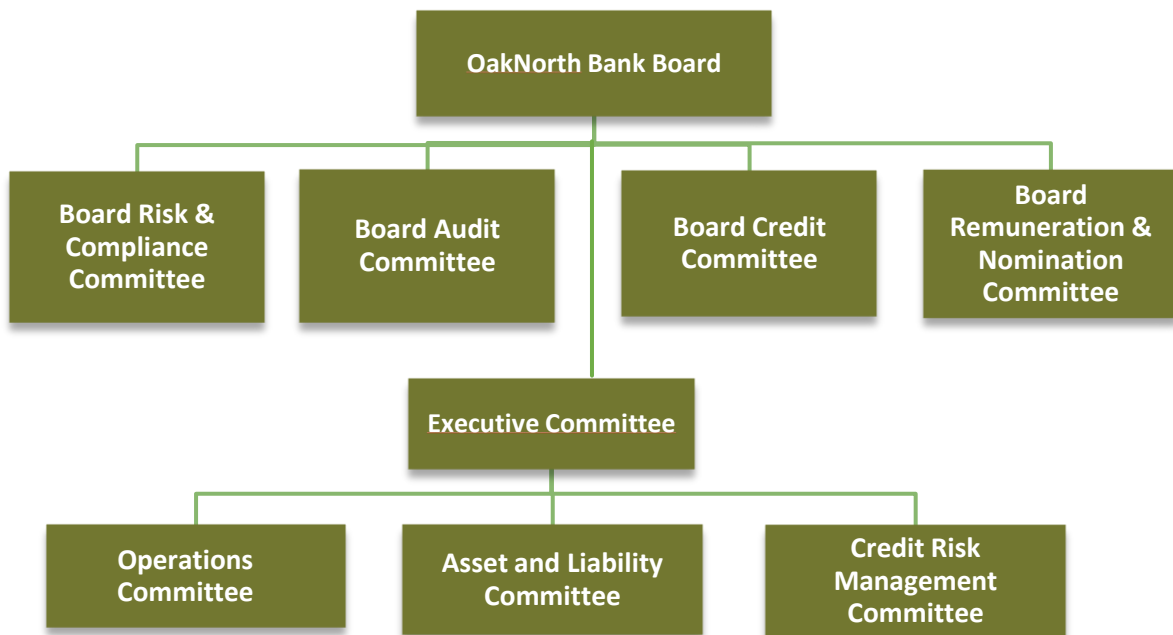 OakNorth Bank Board
Board Risk &
Compliance
Committee
Board Audit
Committee
Board Credit
Committee
Board
Remuneration &
Nomination
Committee
Executive Committee
Operations
Committee
Asset and Liability
Committee
Credit Risk
Management
Committee